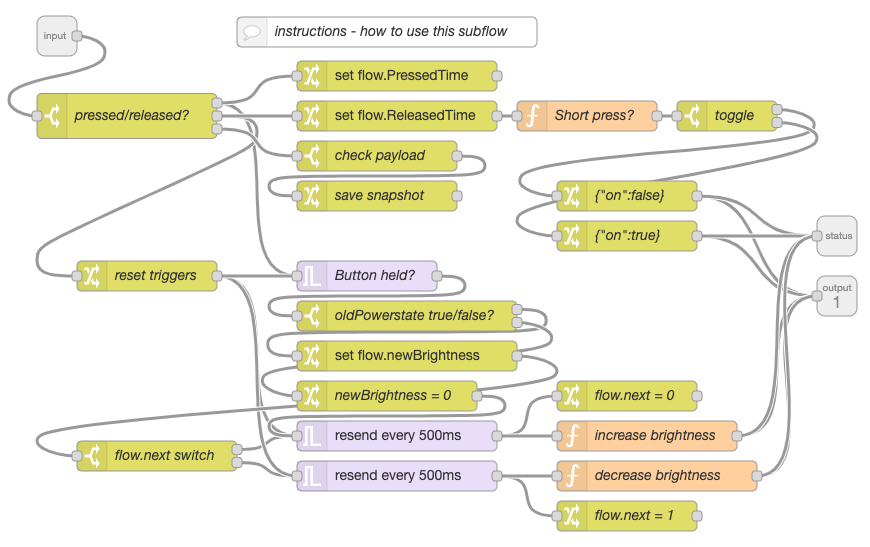 input
instructions - how to use this subflow
set flow.PressedTime
pressed/released?
set flow.ReleasedTime
Short press?
toggle
check payload
save snapshot
{"on":false}
{"on":true}
status
reset triggers
Button held?
output
1
oldPowerstate true/false?
set flow.newBrightness
newBrightness = 0
flow.next = 0
resend every 500ms
increase brightness
flow.next switch
resend every 500ms
decrease brightness
flow.next = 1